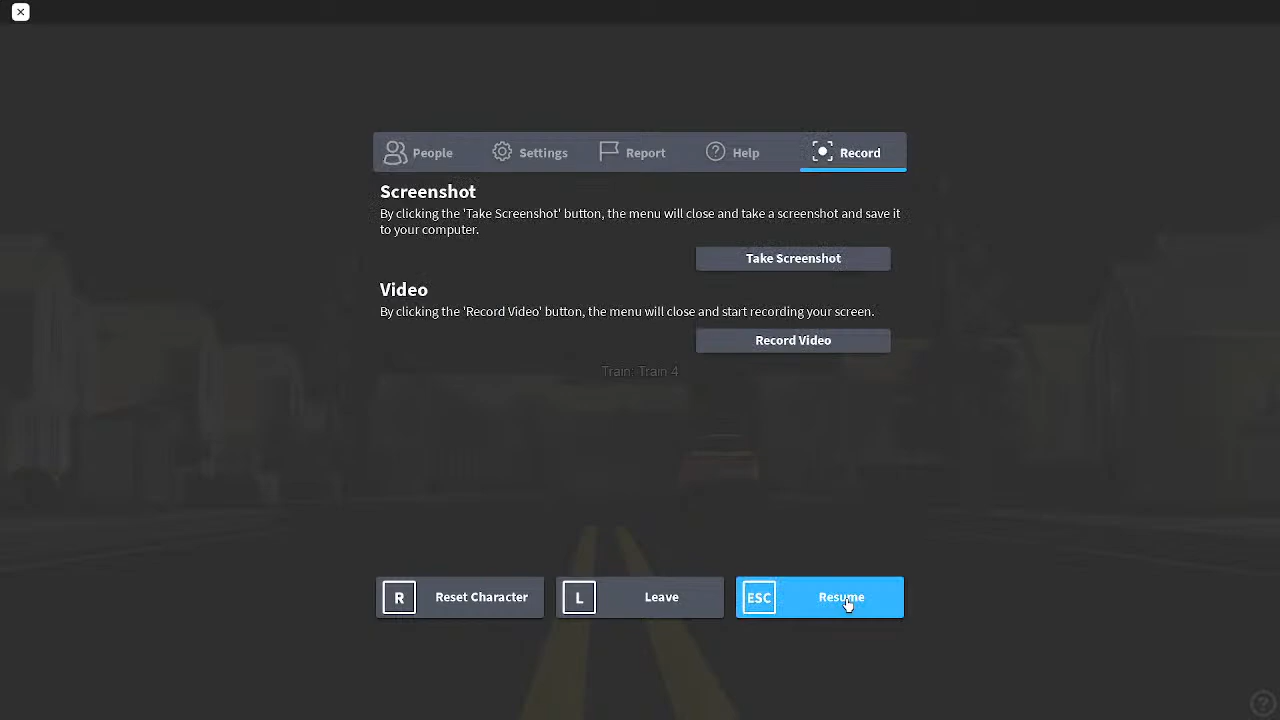 People
Settings
Report
Help
Record
Screenshot
By clicking the 'Take Screenshot' button, the menu will close and take a screenshot and save it
to your computer.
Take Screenshot
Video
By clicking the 'Record Video' button, the menu will close and start recording your screen.
Record Video
Train: Train 4
R Reset Character
L Leave
ESC Resume